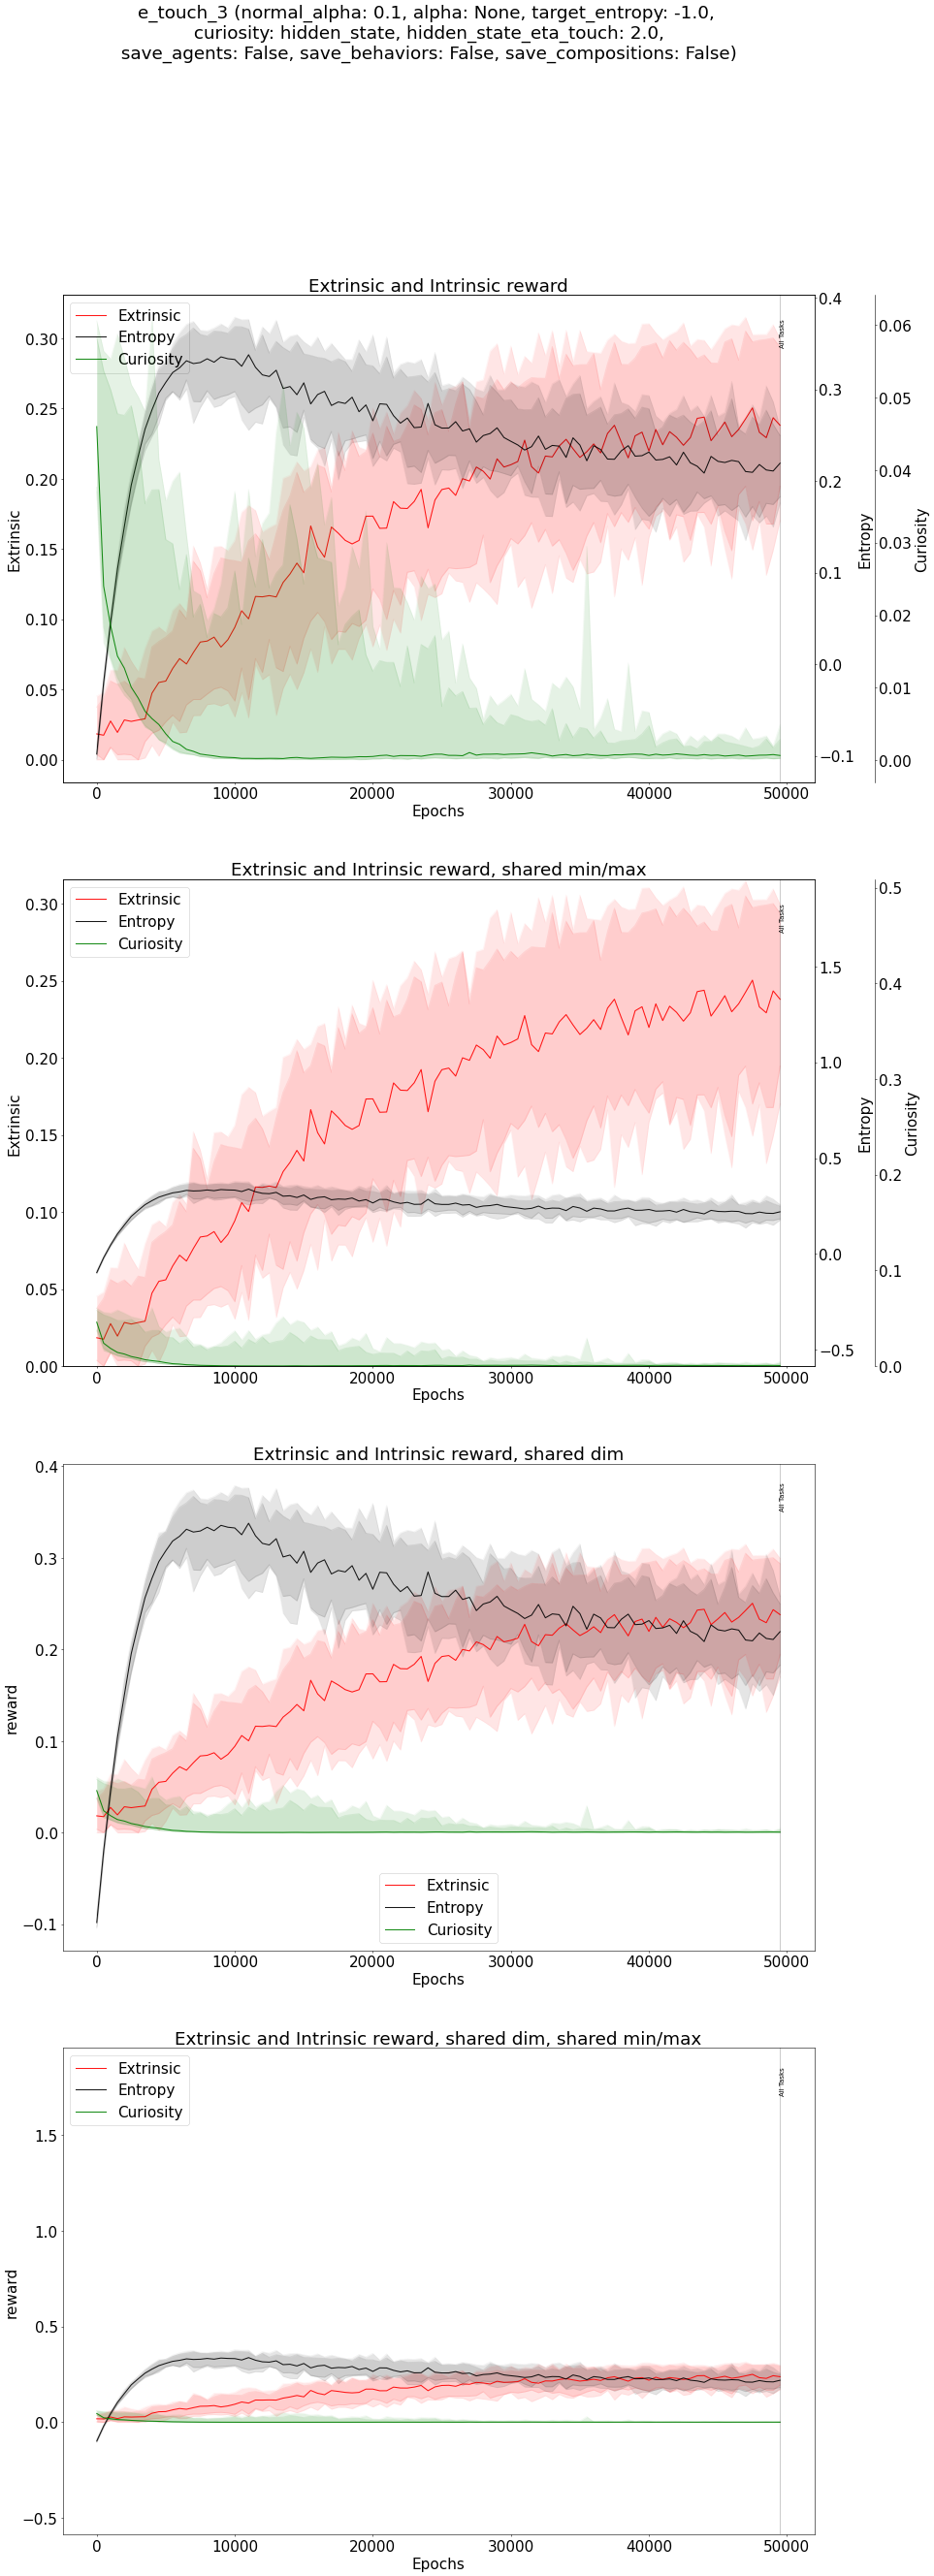 e_touch_3 (normal_alpha: 0.1, alpha: None, target_entropy: -1.0,
curiosity: hidden_state, hidden_state_eta_touch: 2.0,
save_agents: False, save_behaviors: False, save_compositions: False)
Extrinsic and Intrinsic reward
Extrinsic
Entropy
Curiosity
All Tasks
0.30
0.25
0.20
0.15
0.10
0.05
0.00
Extrinsic
0.4
0.3
0.2
0.1
0.0
−0.1
Entropy
0.06
0.05
0.04
0.03
0.02
0.01
0.00
Curiosity
0 10000 20000 30000 40000 50000
Epochs
Extrinsic and Intrinsic reward, shared min/max
Extrinsic
Entropy
Curiosity
All Tasks
0.30
0.25
0.20
0.15
0.10
0.05
0.00
Extrinsic
1.5
1.0
0.5
0.0
−0.5
Entropy
0.5
0.4
0.3
0.2
0.1
0.0
Curiosity
0 10000 20000 30000 40000 50000
Epochs
Extrinsic and Intrinsic reward, shared dim
All Tasks
0.4
0.3
0.2
0.1
0.0
−0.1
reward
Extrinsic
Entropy
Curiosity
0 10000 20000 30000 40000 50000
Epochs
Extrinsic and Intrinsic reward, shared dim, shared min/max
Extrinsic
Entropy
Curiosity
All Tasks
1.5
1.0
0.5
0.0
−0.5
reward
0 10000 20000 30000 40000 50000
Epochs